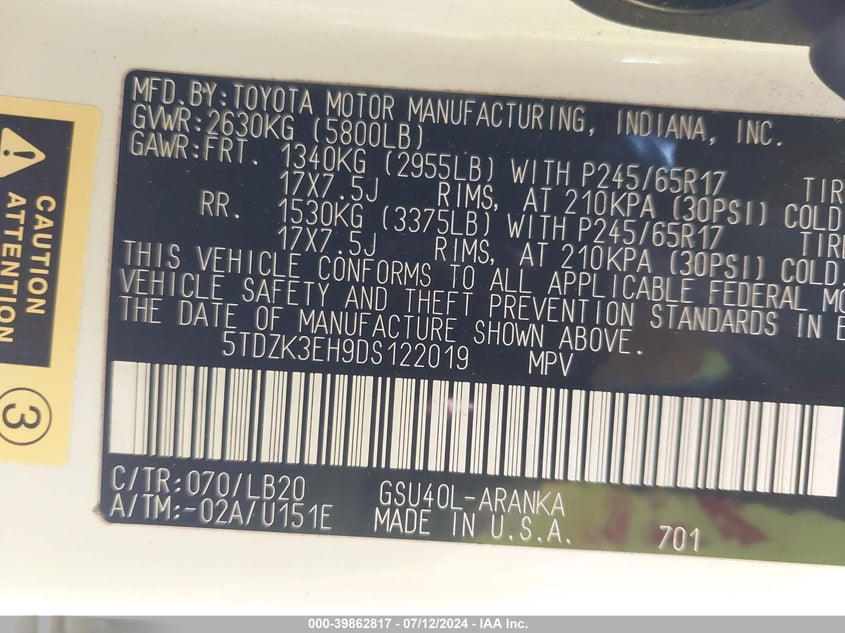 MFD.BY:TOYOTA MOTOR MANUFACTURING, INDIANA, INC.
GVWR:2630KG (5800LB)
GAWR:FRT. 1340KG (2955LB) WITH P245/65R17 TIR
17X7.5J RIMS, AT 210KPA (30PSI) COLD
RR. 1530KG (3375LB) WITH P245/65R17 TIR
17X7.5J RIMS, AT 210KPA (30PSI) COLD.
THIS VEHICLE CONFORMS TO ALL APPLICABLE FEDERAL MO
VEHICLE SAFETY AND THEFT PREVENTION STANDARDS IN E
THE DATE OF MANUFACTURE SHOWN ABOVE.
5TDZK3EH9DS122019 MPV
C/TR:070/LB20 GSU40L-ARANKA
A/TM:-02A/U151E MADE IN U.S.A. 701
CAUTION
ATTENTION
3
000-39862817 - 07/12/2024 - IAA Inc.